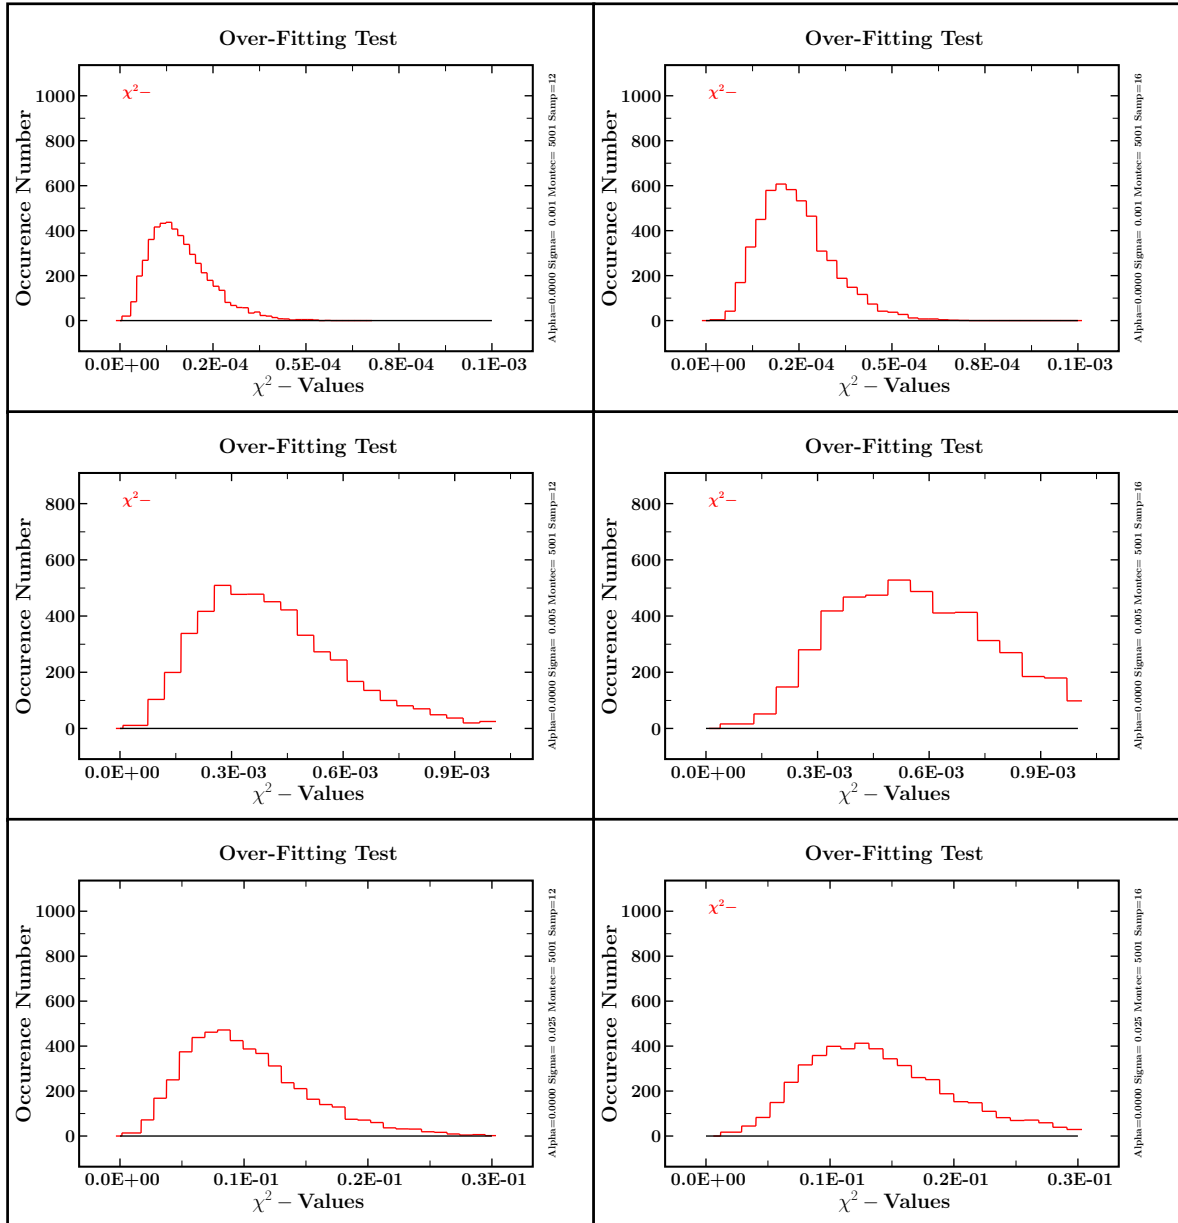 Over-Fitting Test
χ²−
1000
800
600
400
200
0
Occurence Number
0.0E+00 0.2E-04 0.5E-04 0.8E-04 0.1E-03
χ² − Values
Alpha=0.0000 Sigma= 0.001 Montec= 5001 Samp=12
Over-Fitting Test
χ²−
1000
800
600
400
200
0
Occurence Number
0.0E+00 0.2E-04 0.5E-04 0.8E-04 0.1E-03
χ² − Values
Alpha=0.0000 Sigma= 0.001 Montec= 5001 Samp=16
Over-Fitting Test
χ²−
800
600
400
200
0
Occurence Number
0.0E+00 0.3E-03 0.6E-03 0.9E-03
χ² − Values
Alpha=0.0000 Sigma= 0.005 Montec= 5001 Samp=12
Over-Fitting Test
χ²−
800
600
400
200
0
Occurence Number
0.0E+00 0.3E-03 0.6E-03 0.9E-03
χ² − Values
Alpha=0.0000 Sigma= 0.005 Montec= 5001 Samp=16
Over-Fitting Test
1000
800
600
400
200
0
Occurence Number
0.0E+00 0.1E-01 0.2E-01 0.3E-01
χ² − Values
Alpha=0.0000 Sigma= 0.025 Montec= 5001 Samp=12
Over-Fitting Test
χ²−
1000
800
600
400
200
0
Occurence Number
0.0E+00 0.1E-01 0.2E-01 0.3E-01
χ² − Values
Alpha=0.0000 Sigma= 0.025 Montec= 5001 Samp=16